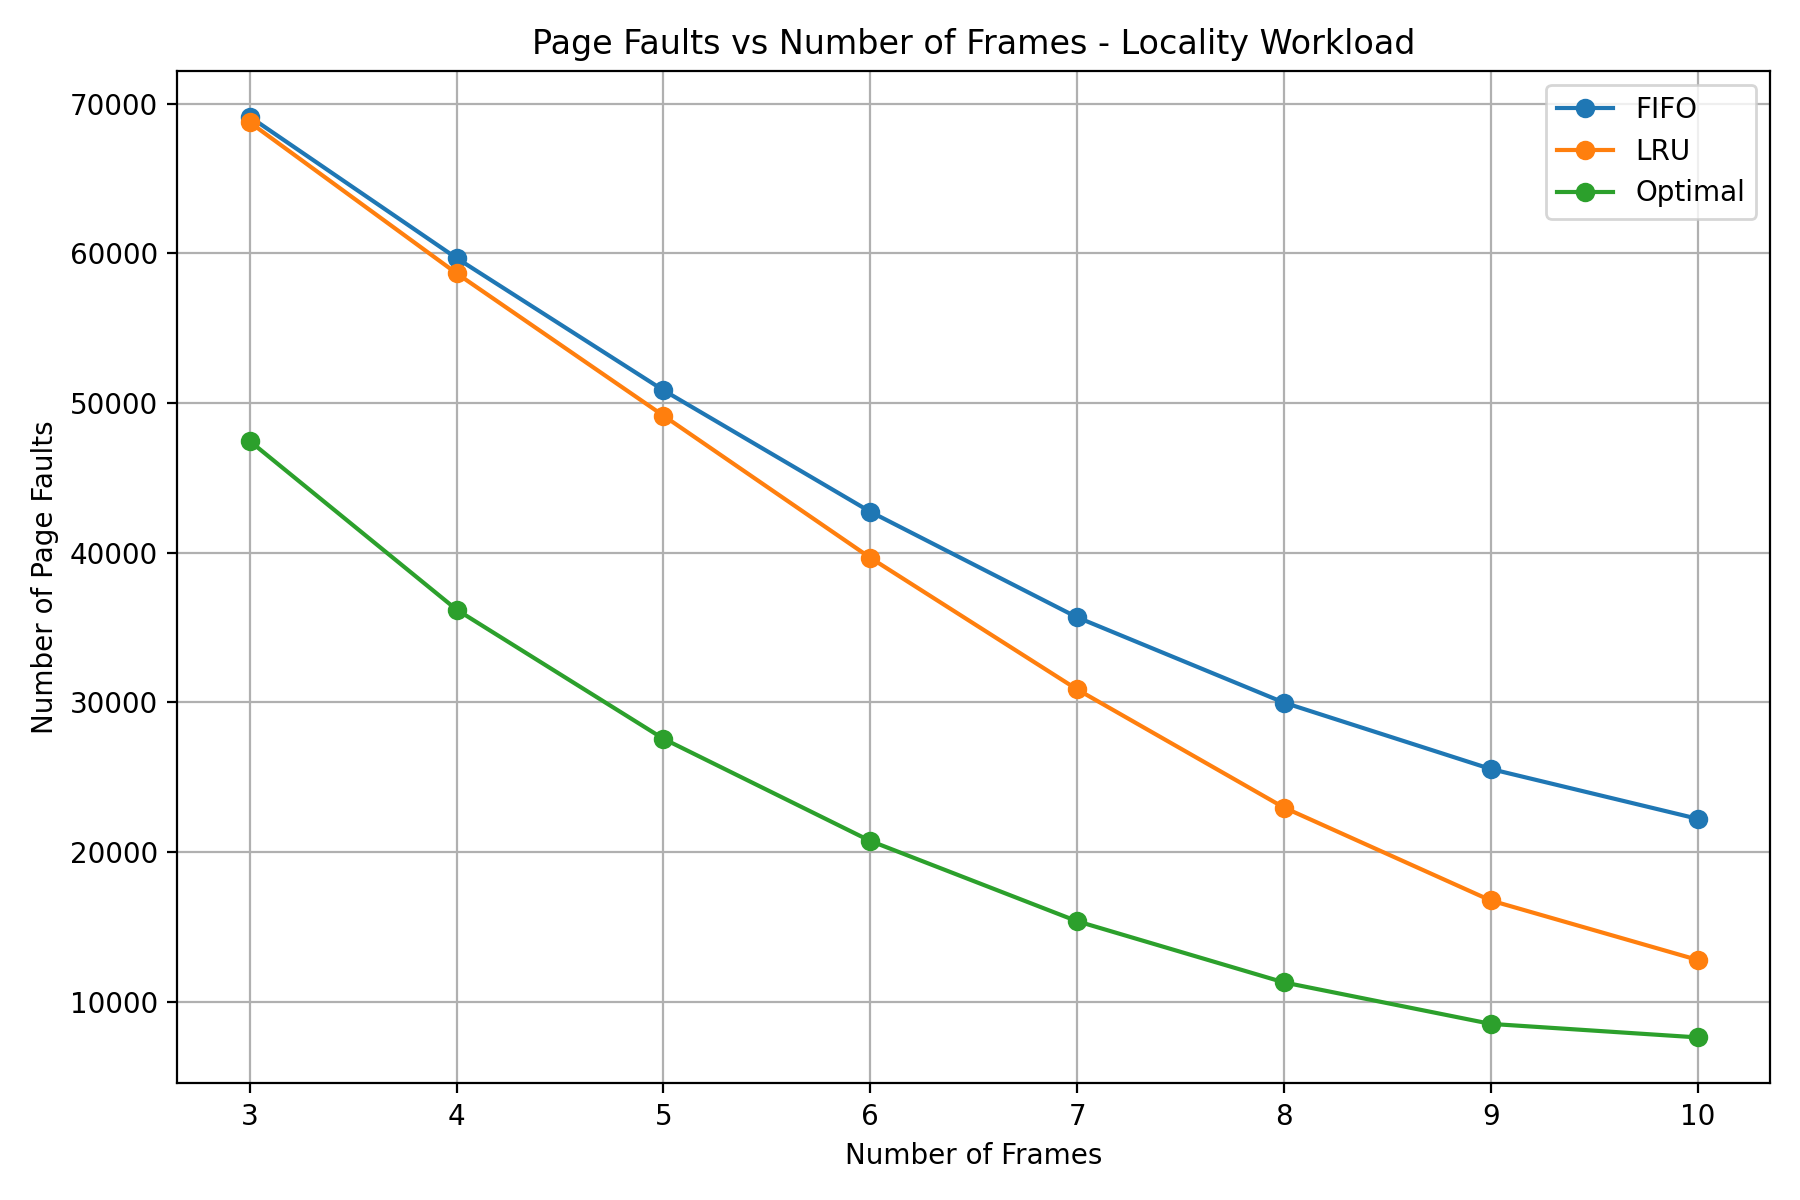 Page Faults vs Number of Frames - Locality Workload
FIFO
LRU
Optimal
Number of Page Faults
70000
60000
50000
40000
30000
20000
10000
3 4 5 6 7 8 9 10
Number of Frames